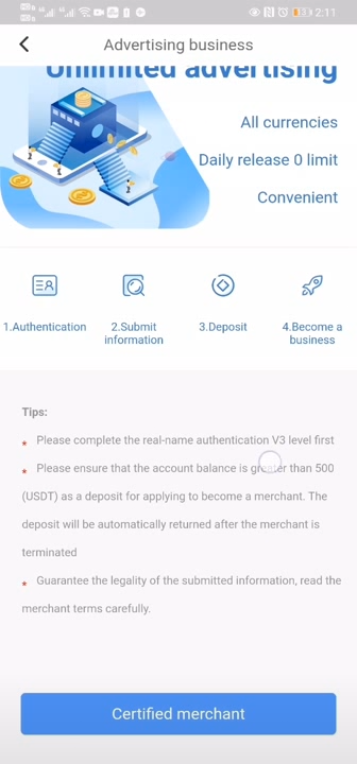 2:11
Advertising business
Unlimited advertising
All currencies
Daily release 0 limit
Convenient
1.Authentication
2.Submit
information
3.Deposit
4.Become a
business
Tips:
Please complete the real-name authentication V3 level first
Please ensure that the account balance is greater than 500
(USDT) as a deposit for applying to become a merchant. The
deposit will be automatically returned after the merchant is
terminated
Guarantee the legality of the submitted information, read the
merchant terms carefully.
Certified merchant